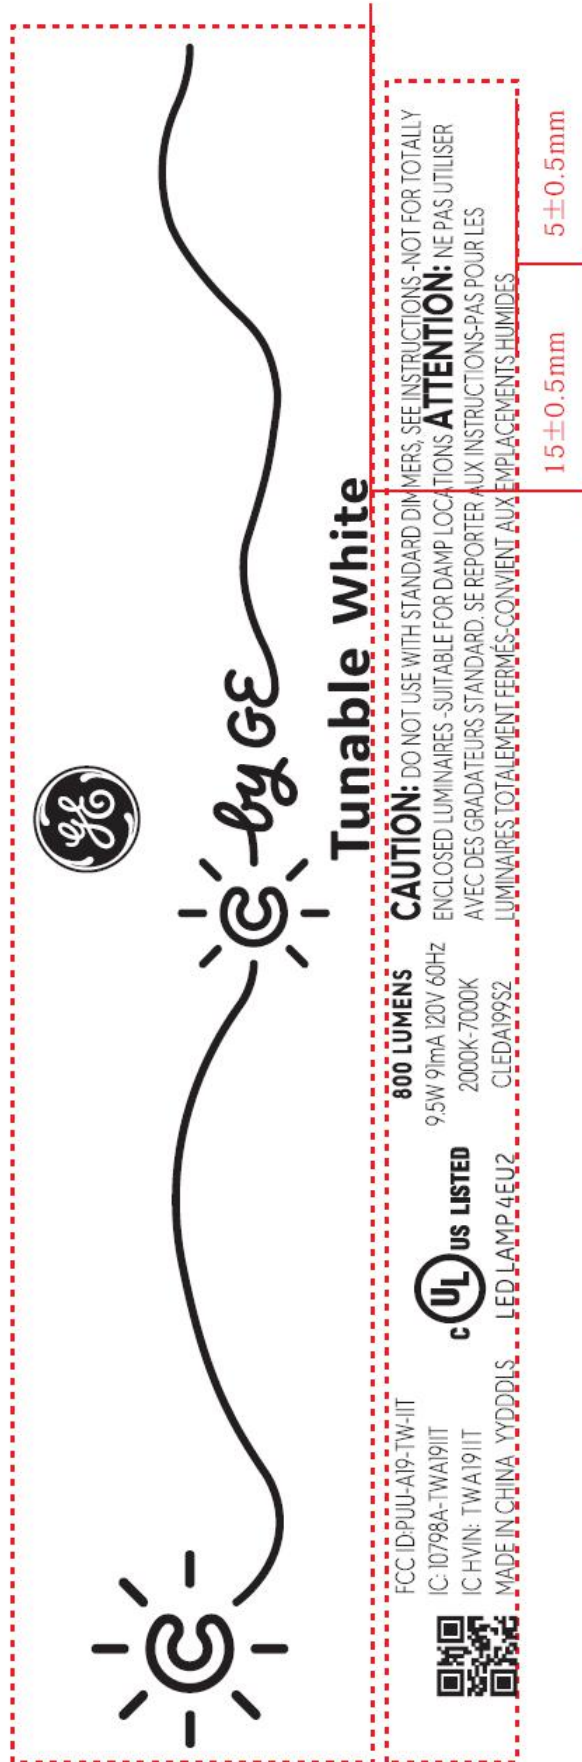 C
C by GE
Tunable White
FCC ID:PUU-A19-TW-IIT
IC: 10798A-TWA19IIT
IC HVIN: TWA19IIT
MADE IN CHINA YYDDDLS
c UL US LISTED
LED LAMP 4EU2
800 LUMENS
9.5W 91mA 120V 60Hz
2000K-7000K
CLEDA199S2
CAUTION: DO NOT USE WITH STANDARD DIMMERS, SEE INSTRUCTIONS -NOT FOR TOTALLY
ENCLOSED LUMINAIRES -SUITABLE FOR DAMP LOCATIONS ATTENTION: NE PAS UTILISER
AVEC DES GRADATEURS STANDARD. SE REPORTER AUX INSTRUCTIONS-PAS POUR LES
LUMINAIRES TOTALEMENT FERMÉS-CONVIENT AUX EMPLACEMENTS HUMIDES
15±0.5mm
5±0.5mm